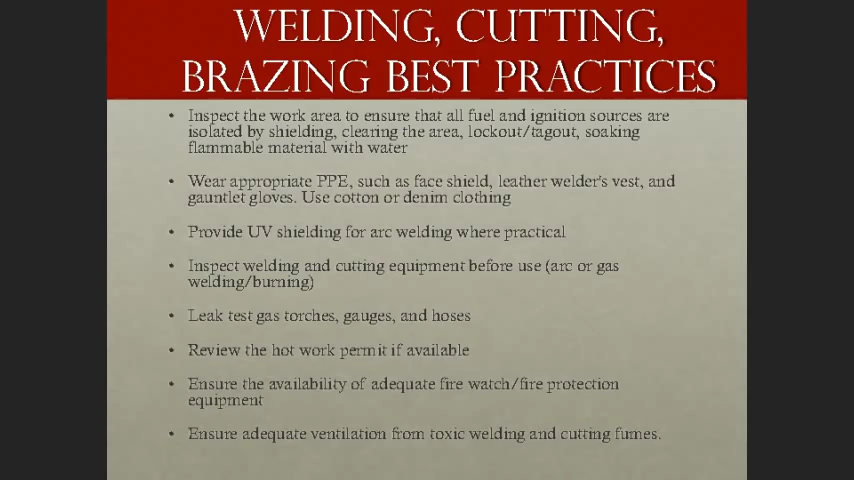 WELDING, CUTTING,
BRAZING BEST PRACTICES
• Inspect the work area to ensure that all fuel and ignition sources are
isolated by shielding, clearing the area, lockout/tagout, soaking
flammable material with water
• Wear appropriate PPE, such as face shield, leather welder's vest, and
gauntlet gloves. Use cotton or denim clothing
• Provide UV shielding for arc welding where practical
• Inspect welding and cutting equipment before use (arc or gas
welding/burning)
• Leak test gas torches, gauges, and hoses
• Review the hot work permit if available
• Ensure the availability of adequate fire watch/fire protection
equipment
• Ensure adequate ventilation from toxic welding and cutting fumes.